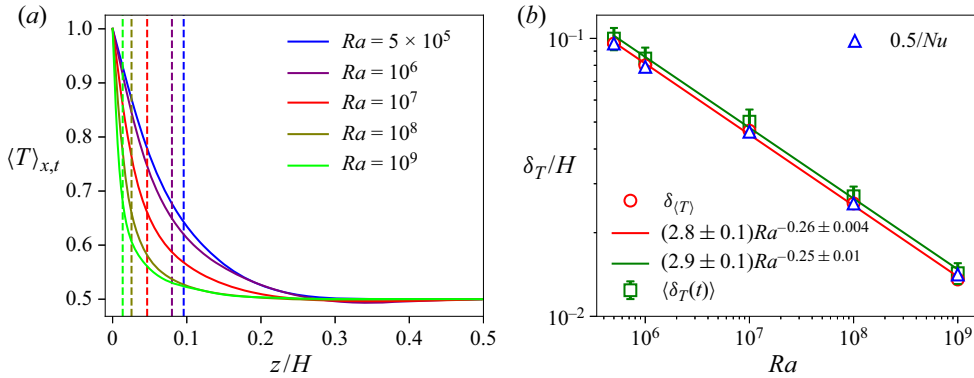 (a)
1.0
0.9
0.8
0.7
0.6
0.5
⟨T⟩x,t
0 0.1 0.2 0.3 0.4 0.5
z/H
Ra = 5 × 10⁵
Ra = 10⁶
Ra = 10⁷
Ra = 10⁸
Ra = 10⁹
(b)
10⁻¹
10⁻²
δT/H
10⁶ 10⁷ 10⁸ 10⁹
Ra
0.5/Nu
δ⟨T⟩
(2.8 ± 0.1)Ra⁻⁰·²⁶ ± ⁰·⁰⁰⁴
(2.9 ± 0.1)Ra⁻⁰·²⁵ ± ⁰·⁰¹
⟨δT(t)⟩